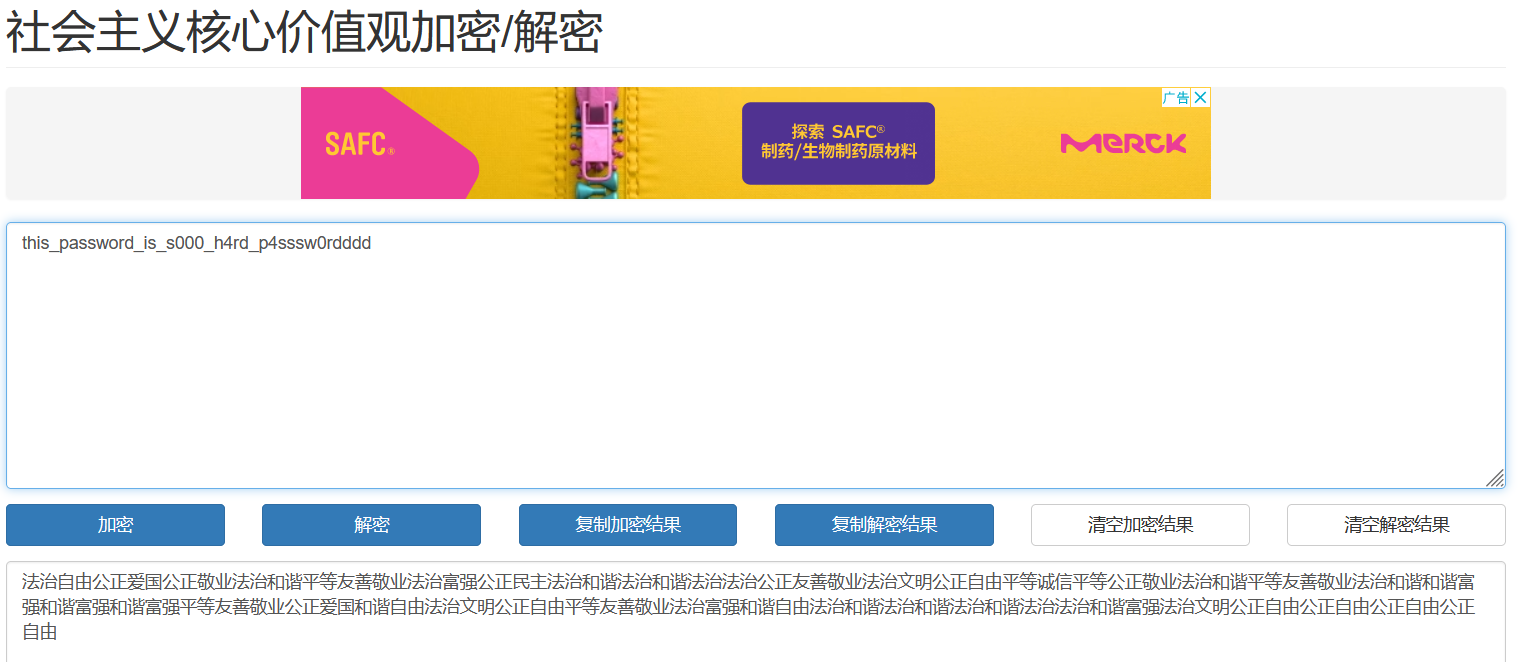 社会主义核心价值观加密/解密
广告
SAFC®
探索 SAFC®
制药/生物制药原材料
MERCK
this_password_is_s000_h4rd_p4sssw0rdddd
加密 解密 复制加密结果 复制解密结果 清空加密结果 清空解密结果
法治自由公正爱国公正敬业法治和谐平等友善敬业法治富强公正民主法治和谐法治和谐法治法治公正友善敬业法治文明公正自由平等诚信平等公正敬业法治和谐平等友善敬业法治和谐和谐富
强和谐富强和谐富强平等友善敬业公正爱国和谐自由法治文明公正自由平等友善敬业法治富强和谐自由法治和谐法治和谐法治和谐法治法治和谐富强法治文明公正自由公正自由公正自由公正
自由